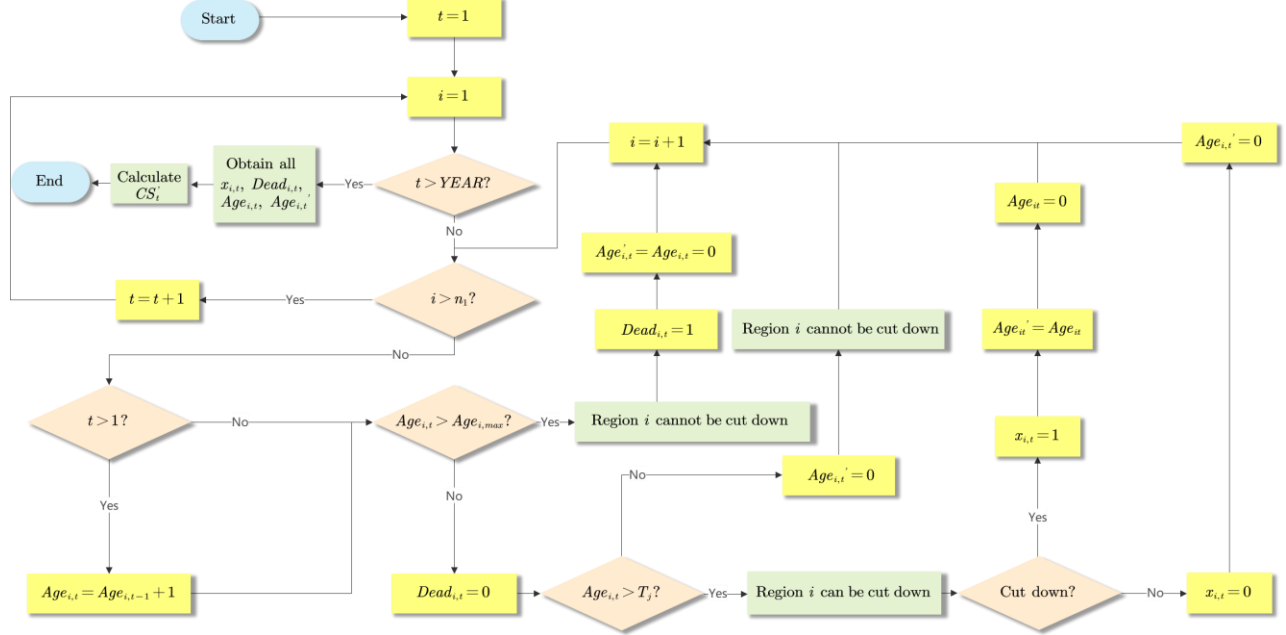 Start
t = 1
i = 1
t > YEAR?
Yes
Obtain all
x_{i,t}, Dead_{i,t},
Age_{i,t}, Age_{i,t}'
Calculate
CS_t'
End
No
i > n_1?
Yes
t = t + 1
No
t > 1?
No
Yes
Age_{i,t} = Age_{i,t-1} + 1
Age_{i,t} > Age_{i,max}?
Yes
Region i cannot be cut down
Dead_{i,t} = 1
Age_{i,t}' = Age_{i,t} = 0
i = i + 1
No
Dead_{i,t} = 0
Age_{i,t} > T_j?
No
Age_{i,t}' = 0
Region i cannot be cut down
Yes
Region i can be cut down
Cut down?
Yes
x_{i,t} = 1
Age_{it}' = Age_{it}
Age_{it} = 0
No
x_{i,t} = 0
Age_{i,t}' = 0